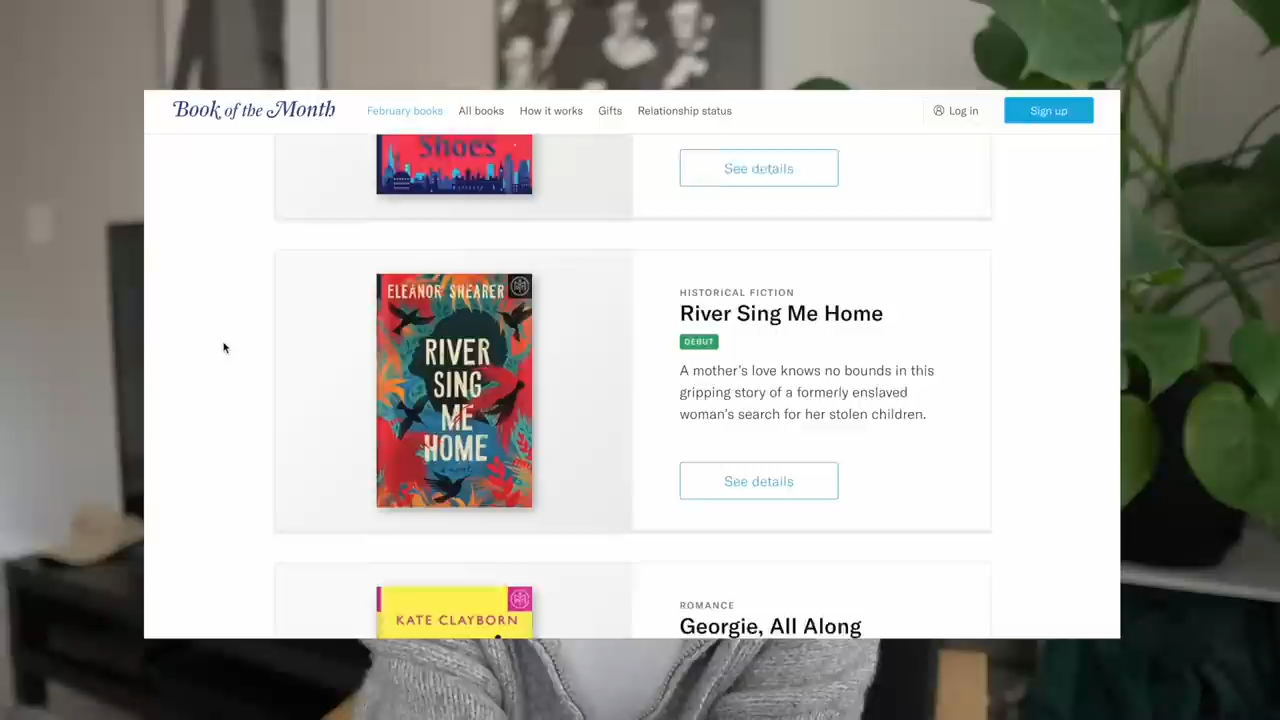 Book of the Month
February books
All books
How it works
Gifts
Relationship status
Log in
Sign up
Shoes
See details
ELEANOR SHEARER
RIVER
SING
ME
HOME
a novel
HISTORICAL FICTION
River Sing Me Home
DEBUT
A mother's love knows no bounds in this
gripping story of a formerly enslaved
woman's search for her stolen children.
See details
KATE CLAYBORN
ROMANCE
Georgie, All Along